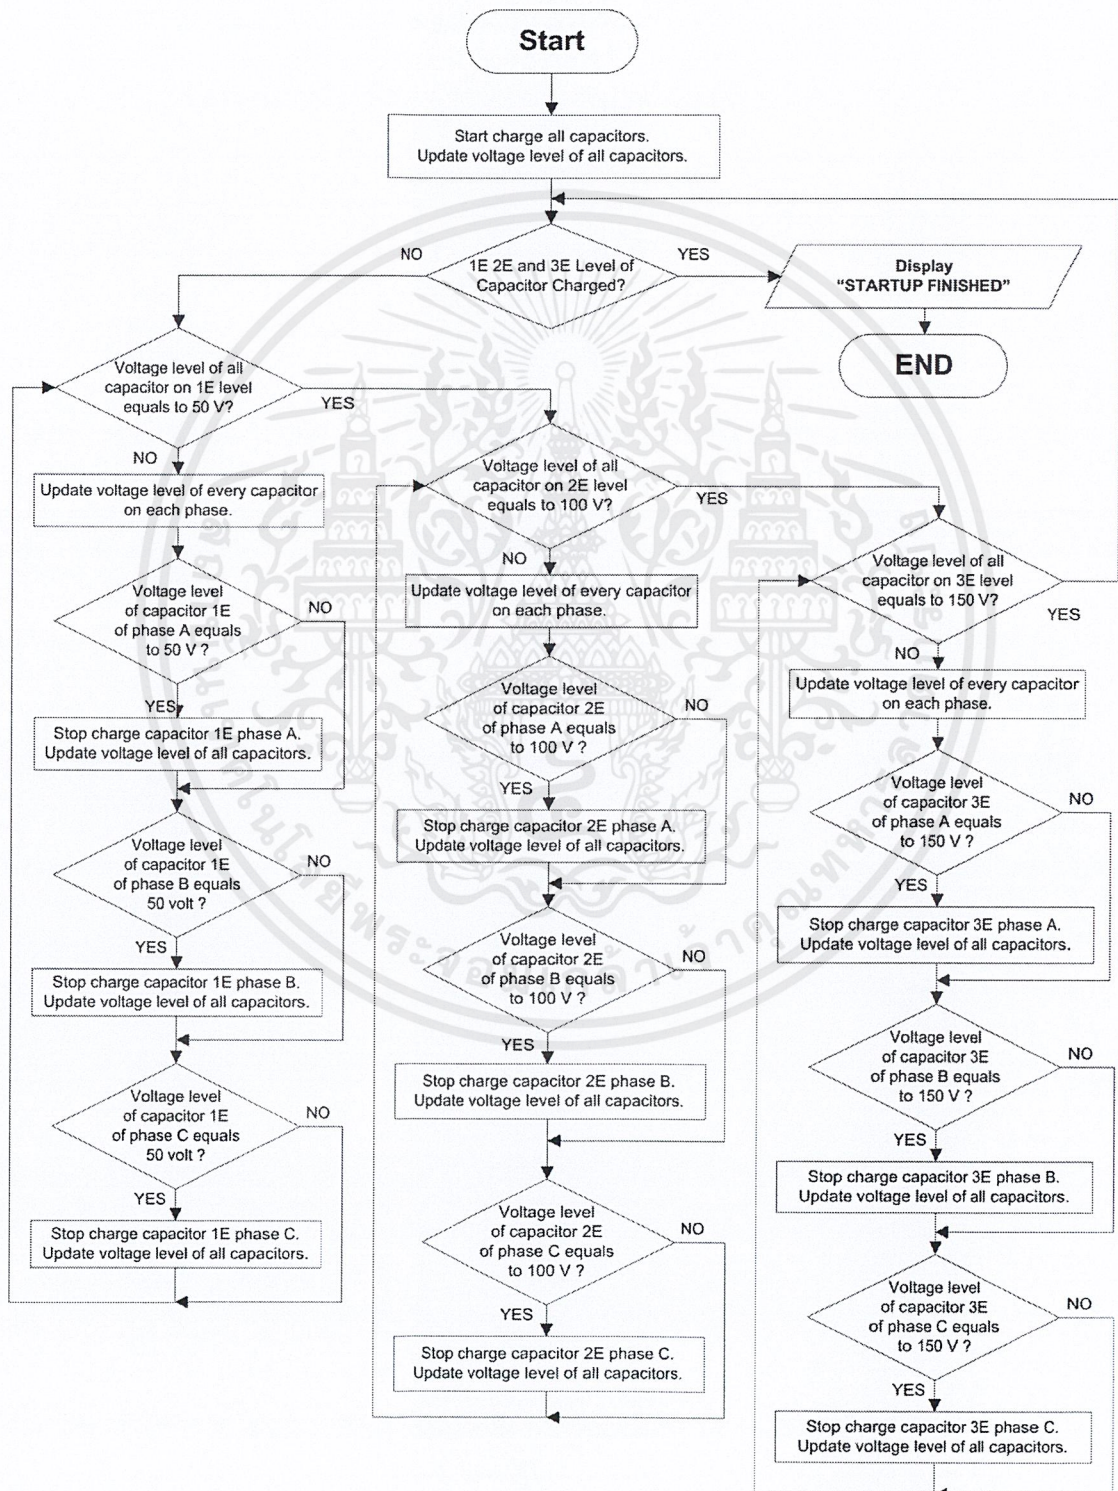 Start
Start charge all capacitors.
Update voltage level of all capacitors.
NO
1E 2E and 3E Level of
Capacitor Charged?
YES
Display
“STARTUP FINISHED”
END
Voltage level of all
capacitor on 1E level
equals to 50 V?
YES
NO
Update voltage level of every capacitor
on each phase.
Voltage level
of capacitor 1E
of phase A equals
to 50 V ?
NO
YES
Stop charge capacitor 1E phase A.
Update voltage level of all capacitors.
Voltage level
of capacitor 1E
of phase B equals
50 volt ?
NO
YES
Stop charge capacitor 1E phase B.
Update voltage level of all capacitors.
Voltage level
of capacitor 1E
of phase C equals
50 volt ?
NO
YES
Stop charge capacitor 1E phase C.
Update voltage level of all capacitors.
Voltage level of all
capacitor on 2E level
equals to 100 V?
YES
NO
Update voltage level of every capacitor
on each phase.
Voltage level
of capacitor 2E
of phase A equals
to 100 V ?
NO
YES
Stop charge capacitor 2E phase A.
Update voltage level of all capacitors.
Voltage level
of capacitor 2E
of phase B equals
to 100 V ?
NO
YES
Stop charge capacitor 2E phase B.
Update voltage level of all capacitors.
Voltage level
of capacitor 2E
of phase C equals
to 100 V ?
NO
YES
Stop charge capacitor 2E phase C.
Update voltage level of all capacitors.
Voltage level of all
capacitor on 3E level
equals to 150 V?
YES
NO
Update voltage level of every capacitor
on each phase.
Voltage level
of capacitor 3E
of phase A equals
to 150 V ?
NO
YES
Stop charge capacitor 3E phase A.
Update voltage level of all capacitors.
Voltage level
of capacitor 3E
of phase B equals
to 150 V ?
NO
YES
Stop charge capacitor 3E phase B.
Update voltage level of all capacitors.
Voltage level
of capacitor 3E
of phase C equals
to 150 V ?
NO
YES
Stop charge capacitor 3E phase C.
Update voltage level of all capacitors.